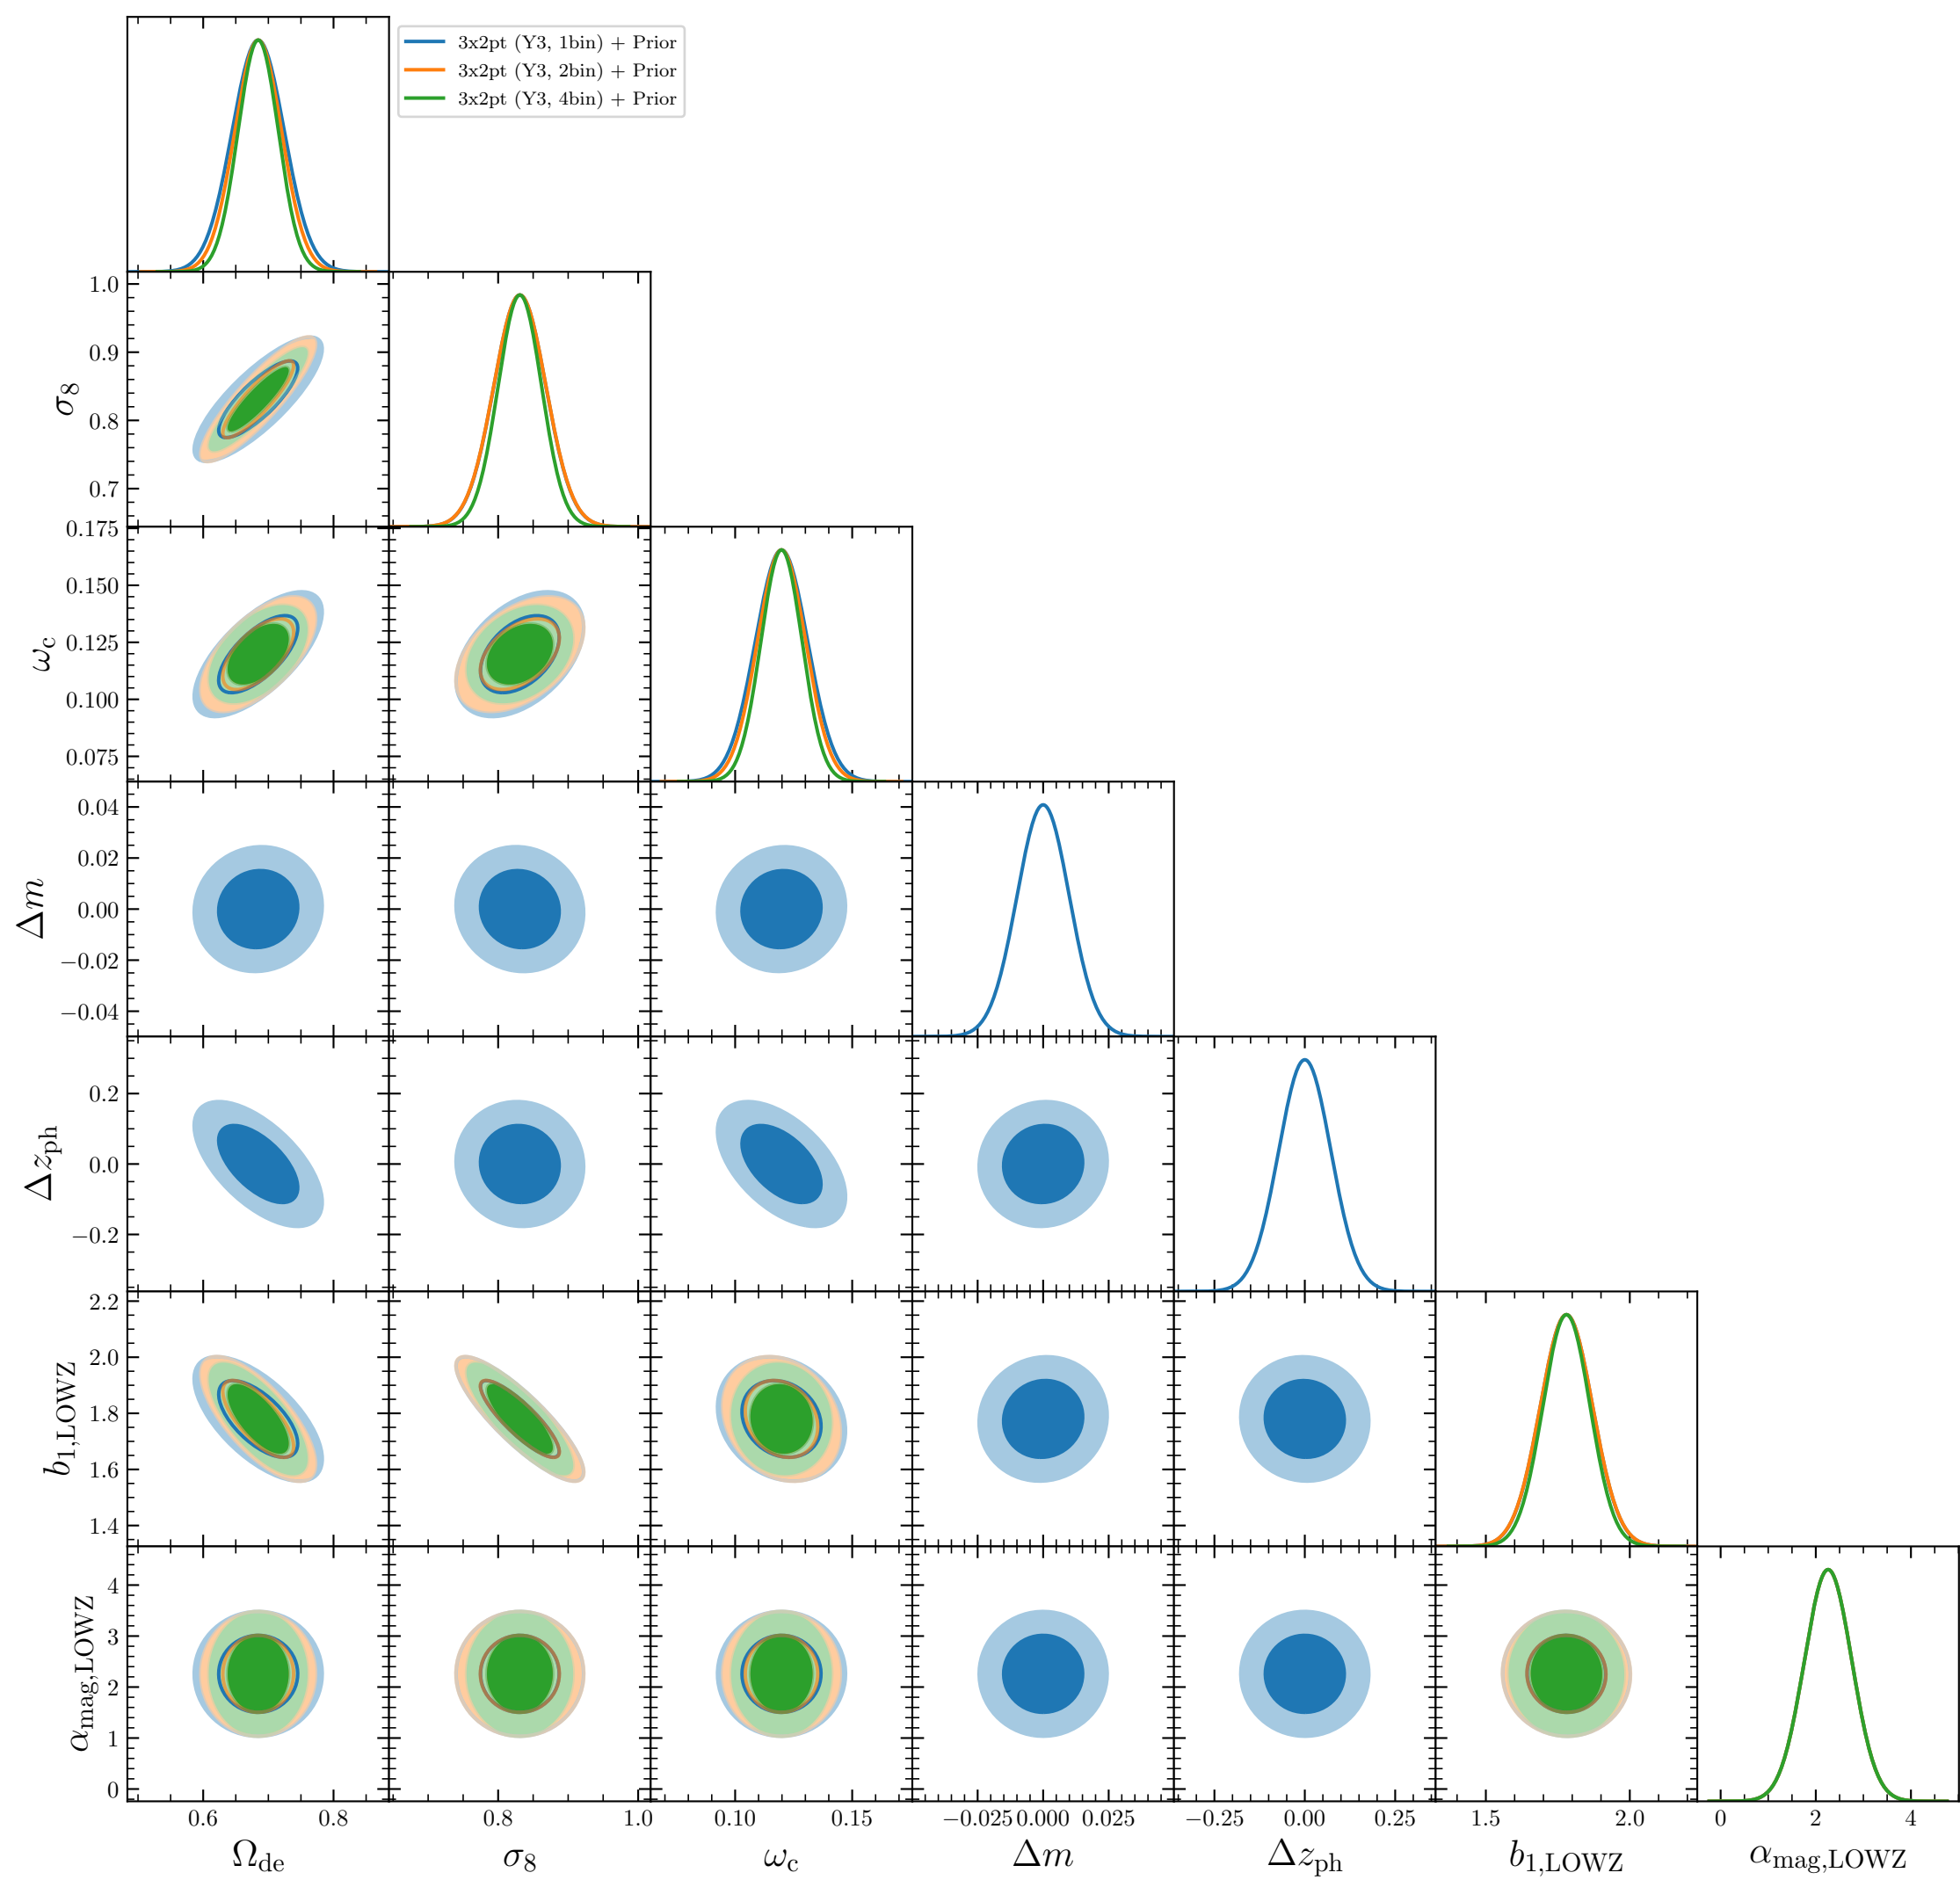 3x2pt (Y3, 1bin) + Prior
3x2pt (Y3, 2bin) + Prior
3x2pt (Y3, 4bin) + Prior
1.0
0.9
0.8
0.7
σ8
0.175
0.150
0.125
0.100
0.075
ωc
0.04
0.02
0.00
−0.02
−0.04
Δm
0.2
0.0
−0.2
Δzph
2.2
2.0
1.8
1.6
1.4
b1,LOWZ
4
3
2
1
0
αmag,LOWZ
0.6 0.8 0.8 1.0 0.10 0.15 −0.025 0.000 0.025 −0.25 0.00 0.25 1.5 2.0 0 2 4
Ωde σ8 ωc Δm Δzph b1,LOWZ αmag,LOWZ